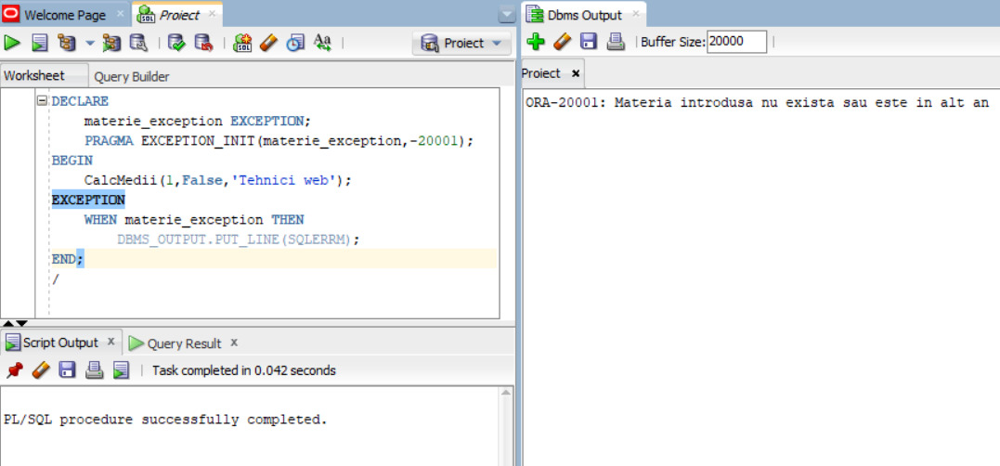 Welcome Page
Proiect
Proiect
Worksheet
Query Builder
DECLARE
materie_exception EXCEPTION;
PRAGMA EXCEPTION_INIT(materie_exception,-20001);
BEGIN
CalcMedii(1,False,'Tehnici web');
EXCEPTION
WHEN materie_exception THEN
DBMS_OUTPUT.PUT_LINE(SQLERRM);
END;
/
Script Output x
Query Result x
Task completed in 0.042 seconds
PL/SQL procedure successfully completed.
Dbms Output
Buffer Size: 20000
Proiect
ORA-20001: Materia introdusa nu exista sau este in alt an